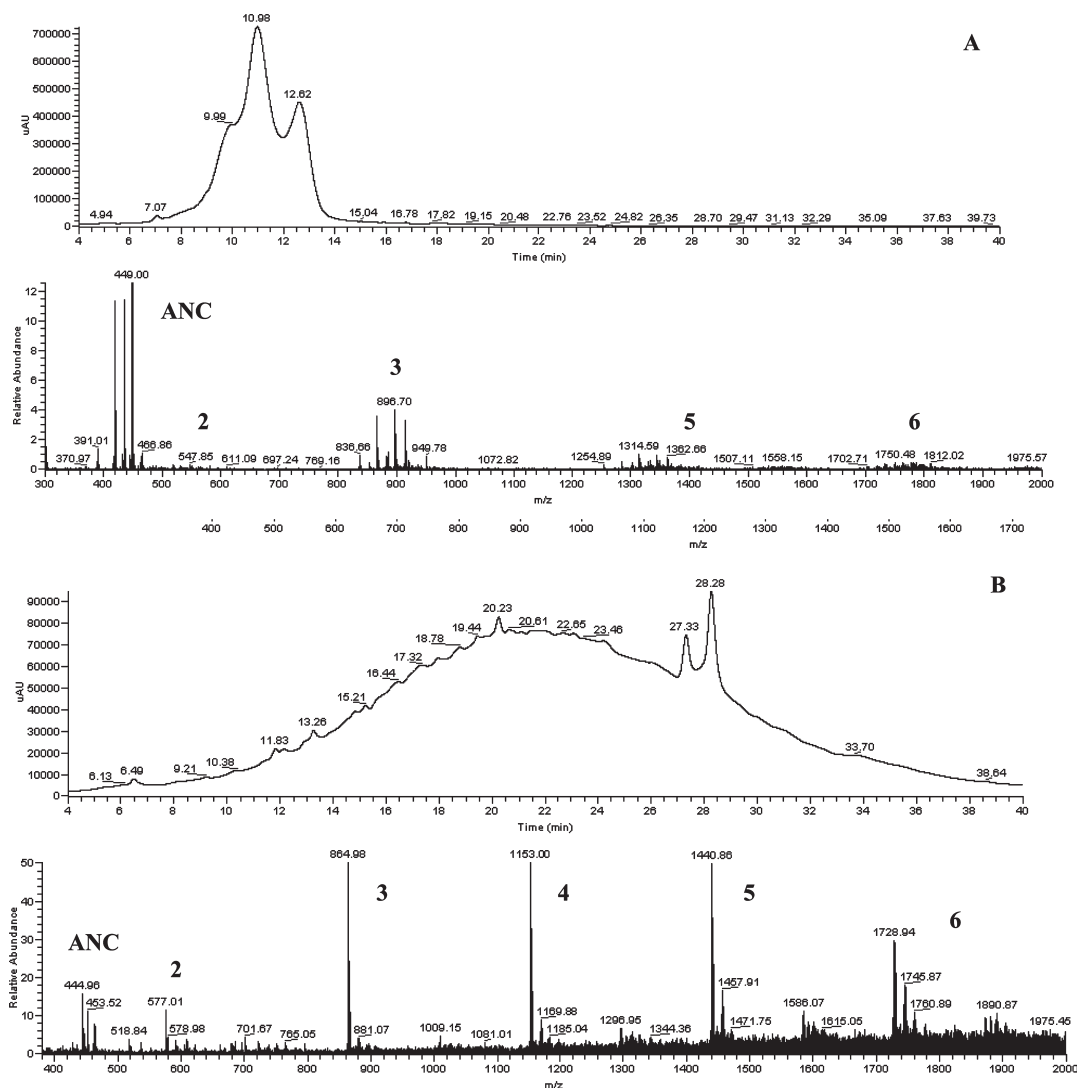 A
10.98
700000
600000
500000
400000
300000
200000
100000
0
uAU
12.62
9.99
4.94 7.07 15.04 16.78 17.82 19.15 20.48 22.76 23.52 24.82 26.35 28.70 29.47 31.13 32.29 35.09 37.63 39.73
4 6 8 10 12 14 16 18 20 22 24 26 28 30 32 34 36 38 40
Time (min)
449.00
ANC
12
10
8
6
4
2
0
Relative Abundance
2 3 5 6
896.70
370.97 391.01 466.86 547.85 611.09 697.24 769.16 836.66 949.78 1072.82 1254.89 1314.59 1362.66 1507.11 1558.15 1702.71 1750.48 1812.02 1975.57
300 400 500 600 700 800 900 1000 1100 1200 1300 1400 1500 1600 1700 1800 1900 2000
m/z
400 500 600 700 800 900 1000 1100 1200 1300 1400 1500 1600 1700
m/z
B
28.28
90000
80000
70000
60000
50000
40000
30000
20000
10000
0
uAU
6.13 6.49 9.21 10.38 11.83 13.26 15.21 16.44 17.32 18.78 19.44 20.23 20.61 22.65 23.46 27.33 33.70 38.64
4 6 8 10 12 14 16 18 20 22 24 26 28 30 32 34 36 38 40
Time (min)
864.98 1153.00 1440.86
50
40
30
20
10
0
Relative Abundance
ANC 2 3 4 5 6
1728.94
444.96 453.52 518.84 577.01 578.98 701.67 765.05 881.07 1009.15 1081.01 1169.88 1185.04 1296.95 1344.36 1457.91 1471.75 1586.07 1615.05 1745.87 1760.89 1890.87 1975.45
400 500 600 700 800 900 1000 1100 1200 1300 1400 1500 1600 1700 1800 1900 2000
m/z